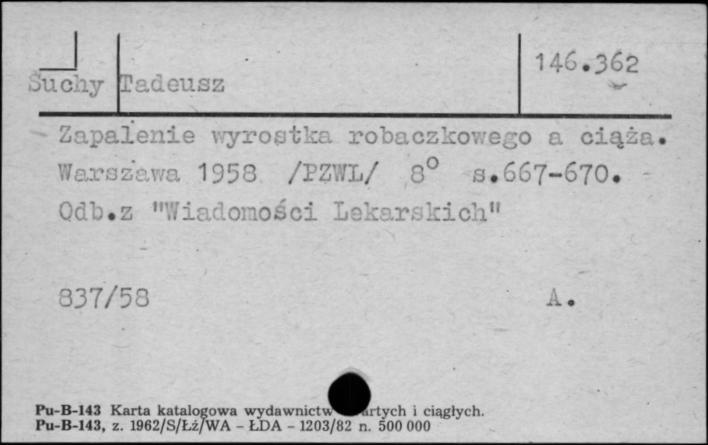 146.362
Suchy Tadeusz
Zapalenie wyrostka robaczkowego a ciąża.
Warszawa 1958 /PZWL/ 8° s.667-670.
Odb.z "Wiadomości Lekarskich"
837/58 A.
Pu-B-143 Karta katalogowa wydawnictw artych i ciągłych.
Pu-B-143, z. 1962/S/Łż/WA - ŁDA - 1203/82 n. 500 000